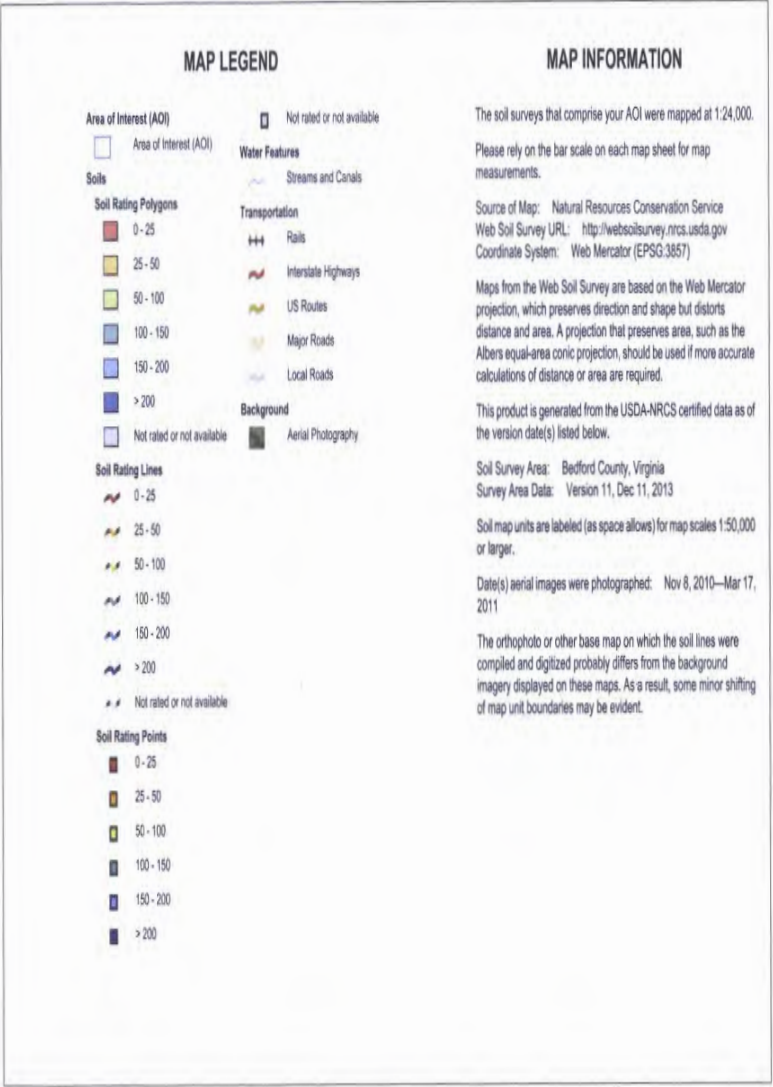 MAP LEGEND
Area of Interest (AOI)
Area of Interest (AOI)
Soils
Soil Rating Polygons
0 - 25
25 - 50
50 - 100
100 - 150
150 - 200
> 200
Not rated or not available
Soil Rating Lines
0 - 25
25 - 50
50 - 100
100 - 150
150 - 200
> 200
Not rated or not available
Soil Rating Points
0 - 25
25 - 50
50 - 100
100 - 150
150 - 200
> 200
Not rated or not available
Water Features
Streams and Canals
Transportation
Rails
Interstate Highways
US Routes
Major Roads
Local Roads
Background
Aerial Photography
MAP INFORMATION
The soil surveys that comprise your AOI were mapped at 1:24,000.
Please rely on the bar scale on each map sheet for map
measurements.
Source of Map: Natural Resources Conservation Service
Web Soil Survey URL: http://websoilsurvey.nrcs.usda.gov
Coordinate System: Web Mercator (EPSG:3857)
Maps from the Web Soil Survey are based on the Web Mercator
projection, which preserves direction and shape but distorts
distance and area. A projection that preserves area, such as the
Albers equal-area conic projection, should be used if more accurate
calculations of distance or area are required.
This product is generated from the USDA-NRCS certified data as of
the version date(s) listed below.
Soil Survey Area: Bedford County, Virginia
Survey Area Data: Version 11, Dec 11, 2013
Soil map units are labeled (as space allows) for map scales 1:50,000
or larger.
Date(s) aerial images were photographed: Nov 8, 2010—Mar 17,
2011
The orthophoto or other base map on which the soil lines were
compiled and digitized probably differs from the background
imagery displayed on these maps. As a result, some minor shifting
of map unit boundaries may be evident.